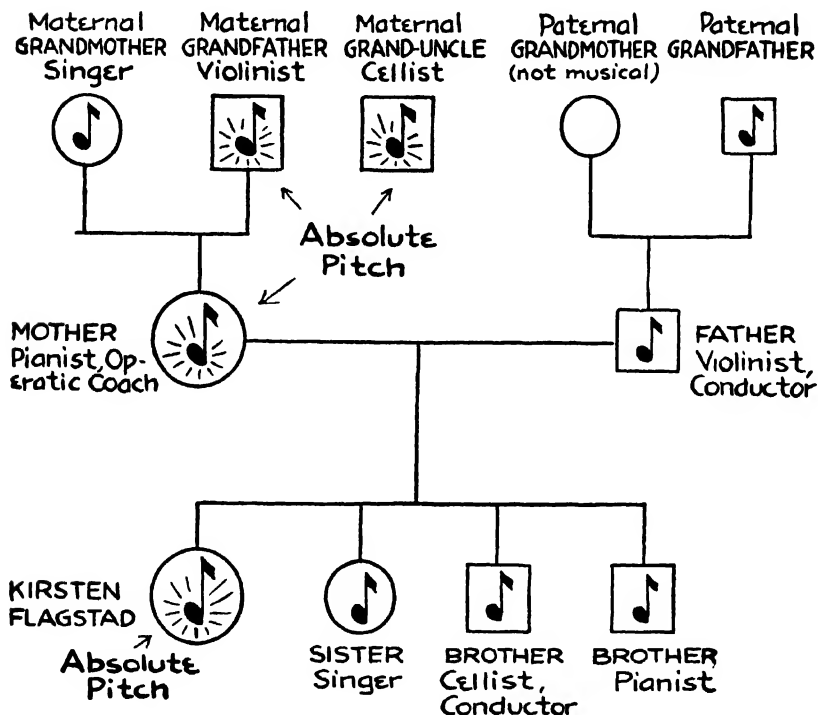 Maternal
GRANDMOTHER
Singer
Maternal
GRANDFATHER
Violinist
Maternal
GRAND-UNCLE
Cellist
Paternal
GRANDMOTHER
(not musical)
Paternal
GRANDFATHER
Absolute
Pitch
MOTHER
Pianist, Op-
eratic Coach
FATHER
Violinist,
Conductor
KIRSTEN
FLAGSTAD
Absolute
Pitch
SISTER
Singer
BROTHER
Cellist,
Conductor
BROTHER
Pianist